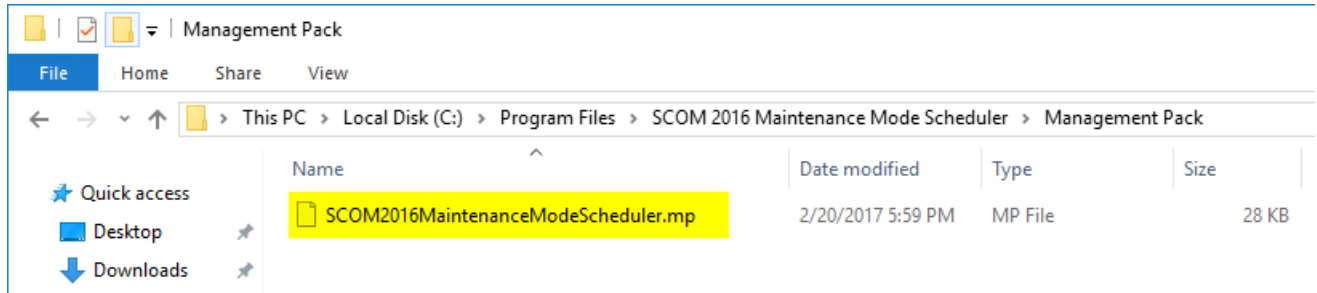 Management Pack
File Home Share View
This PC > Local Disk (C:) > Program Files > SCOM 2016 Maintenance Mode Scheduler > Management Pack
Name Date modified Type Size
Quick access
SCOM2016MaintenanceModeScheduler.mp 2/20/2017 5:59 PM MP File 28 KB
Desktop
Downloads